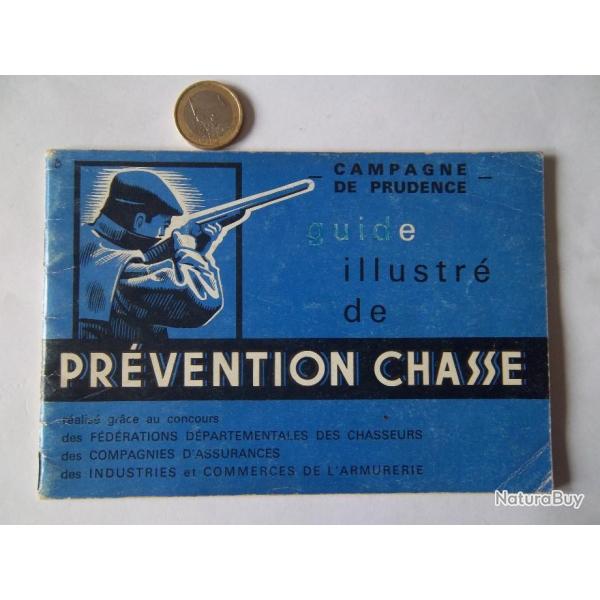 CAMPAGNE
DE PRUDENCE
guide
illustré
de
PRÉVENTION CHASSE
réalisé grâce au concours
des FÉDÉRATIONS DÉPARTEMENTALES DES CHASSEURS
des COMPAGNIES D'ASSURANCES
des INDUSTRIES et COMMERCES DE L'ARMURERIE
NaturaBuy